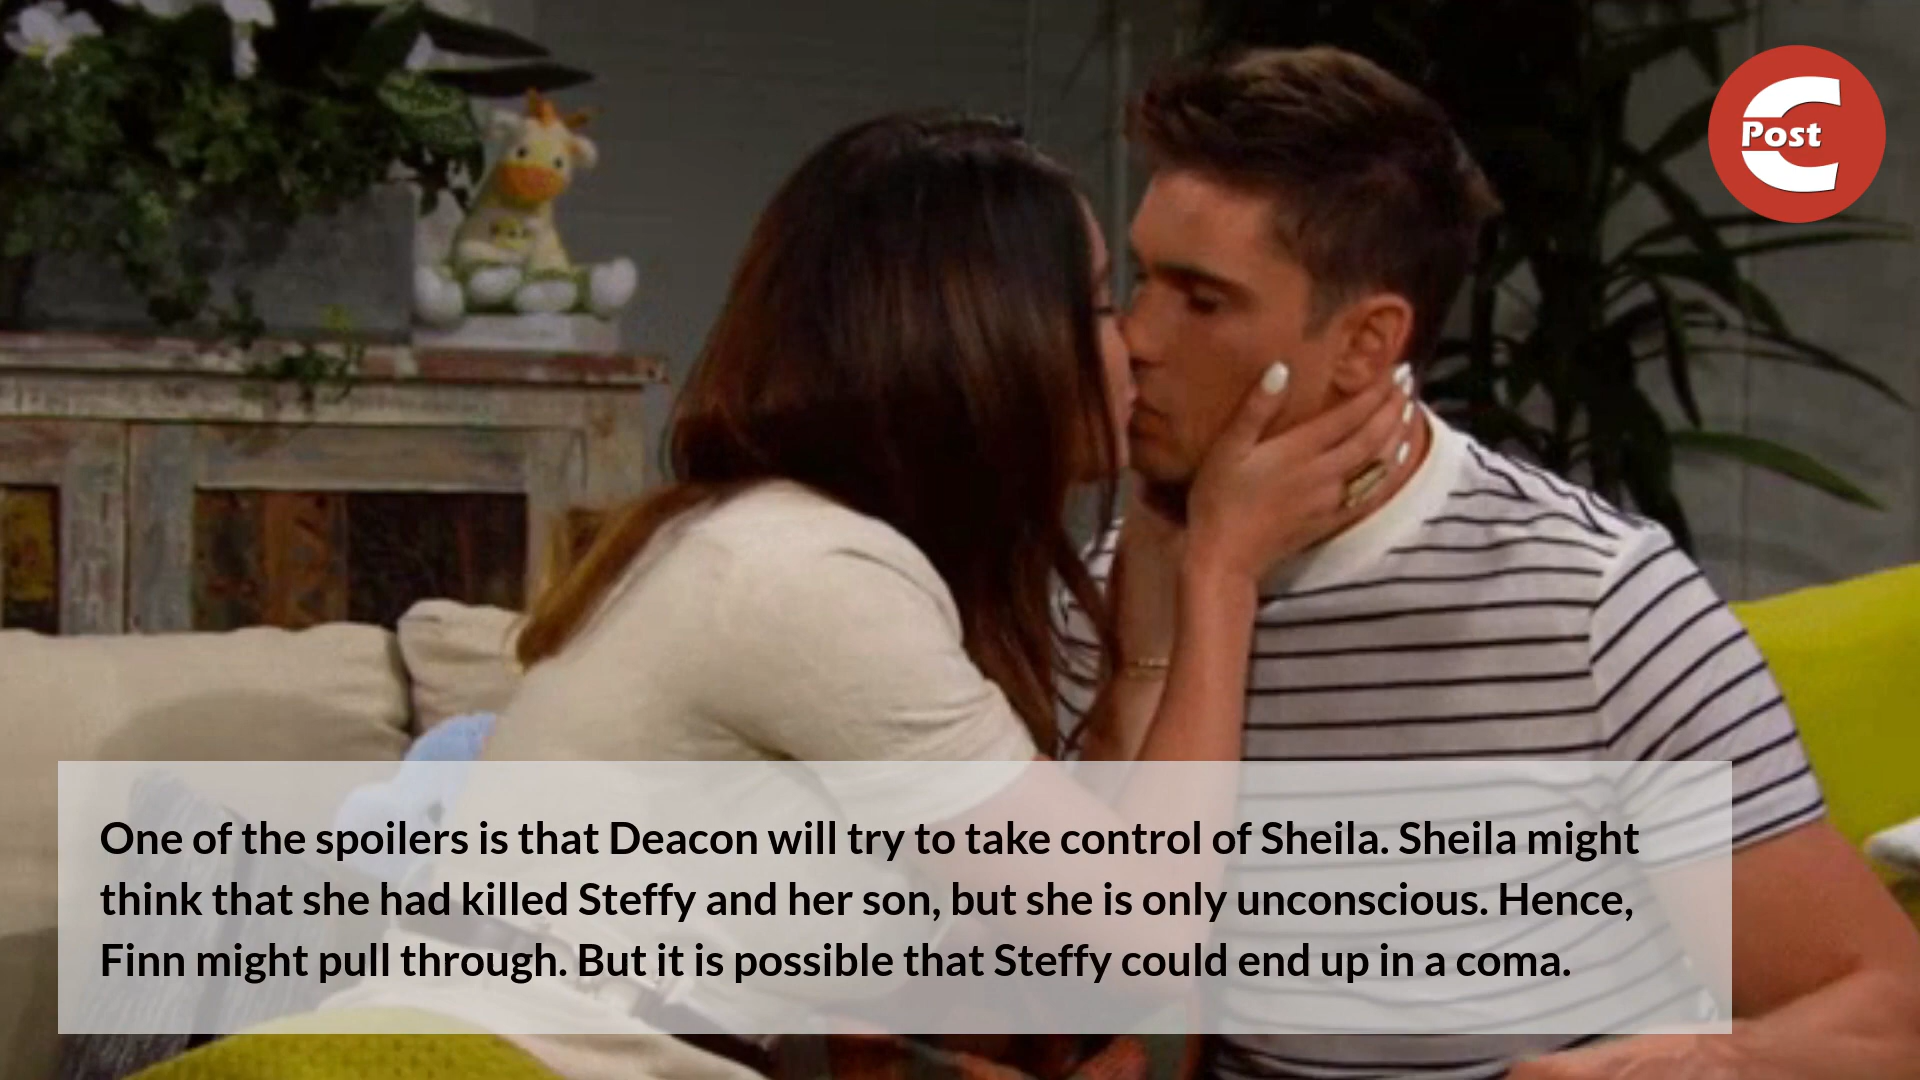 Post
One of the spoilers is that Deacon will try to take control of Sheila. Sheila might
think that she had killed Steffy and her son, but she is only unconscious. Hence,
Finn might pull through. But it is possible that Steffy could end up in a coma.